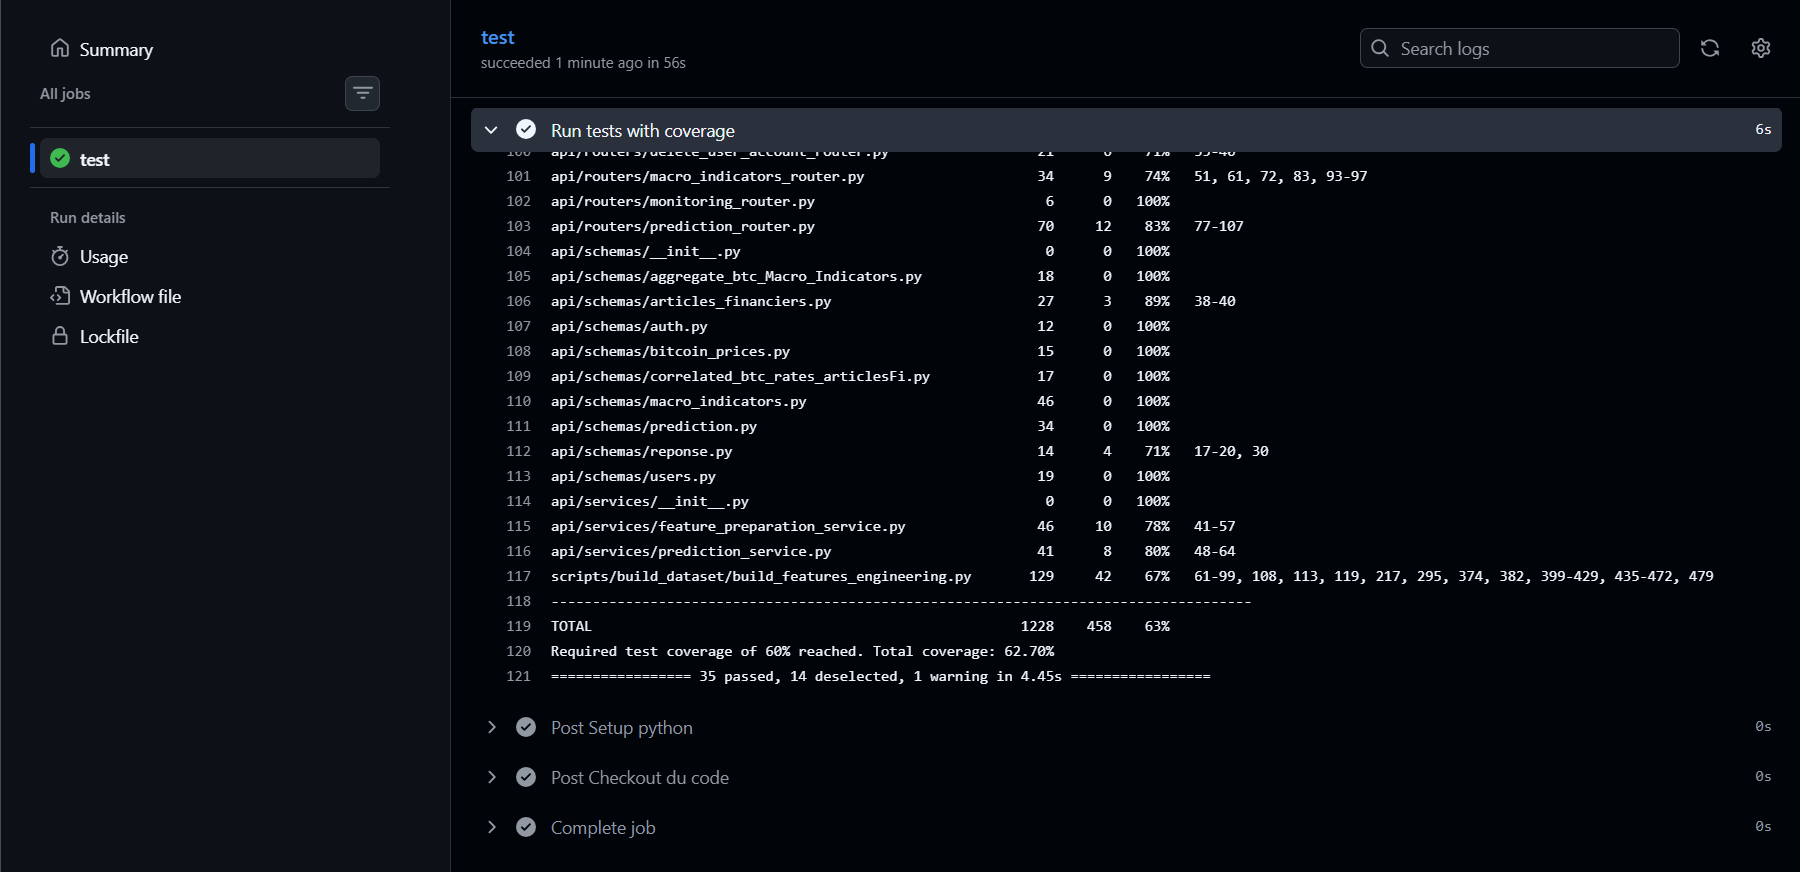 Summary
All jobs
test
Run details
Usage
Workflow file
Lockfile
test
succeeded 1 minute ago in 56s
Search logs
Run tests with coverage 6s
100 api/routers/delete_user_account_router.py 21 6 71%
101 api/routers/macro_indicators_router.py 34 9 74% 51, 61, 72, 83, 93-97
102 api/routers/monitoring_router.py 6 0 100%
103 api/routers/prediction_router.py 70 12 83% 77-107
104 api/schemas/__init__.py 0 0 100%
105 api/schemas/aggregate_btc_Macro_Indicators.py 18 0 100%
106 api/schemas/articles_financiers.py 27 3 89% 38-40
107 api/schemas/auth.py 12 0 100%
108 api/schemas/bitcoin_prices.py 15 0 100%
109 api/schemas/correlated_btc_rates_articlesFi.py 17 0 100%
110 api/schemas/macro_indicators.py 46 0 100%
111 api/schemas/prediction.py 34 0 100%
112 api/schemas/reponse.py 14 4 71% 17-20, 30
113 api/schemas/users.py 19 0 100%
114 api/services/__init__.py 0 0 100%
115 api/services/feature_preparation_service.py 46 10 78% 41-57
116 api/services/prediction_service.py 41 8 80% 48-64
117 scripts/build_dataset/build_features_engineering.py 129 42 67% 61-99, 108, 113, 119, 217, 295, 374, 382, 399-429, 435-472, 479
118 -------------------------------------------------------------------------------------
119 TOTAL 1228 458 63%
120 Required test coverage of 60% reached. Total coverage: 62.70%
121 ================= 35 passed, 14 deselected, 1 warning in 4.45s =================
Post Setup python 0s
Post Checkout du code 0s
Complete job 0s